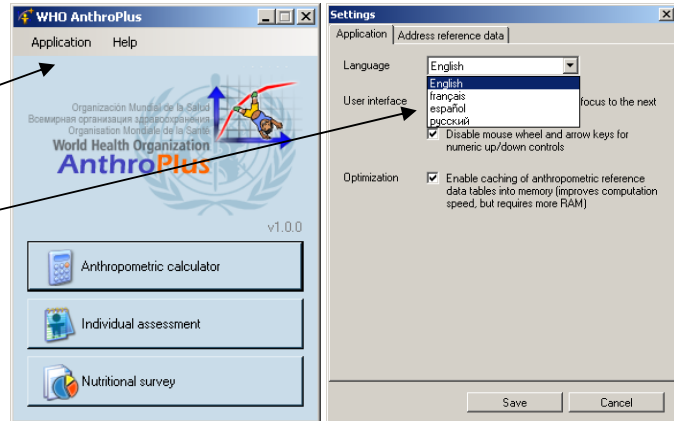 WHO AnthroPlus
Application Help
Organización Mundial de la Salud
Всемирная организация здравоохранения
Organisation Mondiale de la Santé
World Health Organization
AnthroPlus
v1.0.0
Anthropometric calculator
Individual assessment
Nutritional survey
Settings
Application Address reference data
Language English
English
français
español
русский
User interface
focus to the next
Disable mouse wheel and arrow keys for
numeric up/down controls
Optimization Enable caching of anthropometric reference
data tables into memory (improves computation
speed, but requires more RAM)
Save Cancel